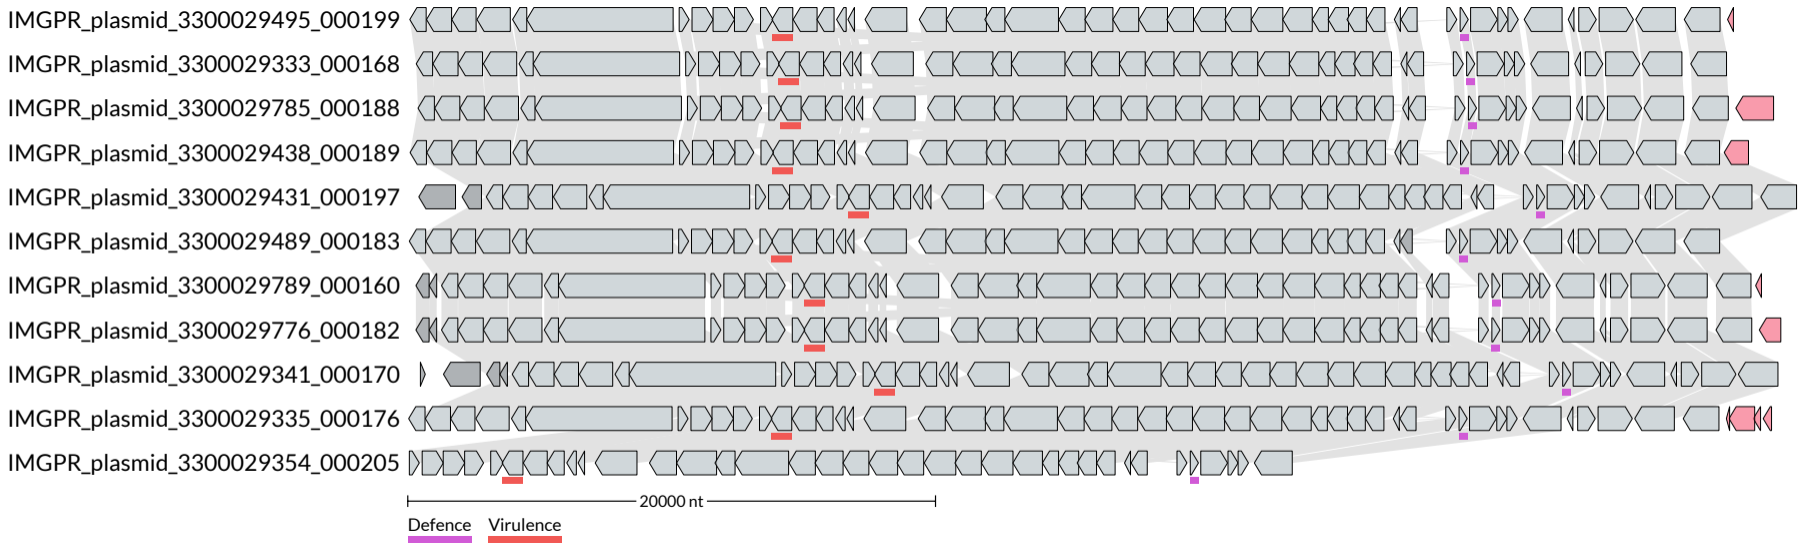 IMGPR_plasmid_3300029495_000199
IMGPR_plasmid_3300029333_000168
IMGPR_plasmid_3300029785_000188
IMGPR_plasmid_3300029438_000189
IMGPR_plasmid_3300029431_000197
IMGPR_plasmid_3300029489_000183
IMGPR_plasmid_3300029789_000160
IMGPR_plasmid_3300029776_000182
IMGPR_plasmid_3300029341_000170
IMGPR_plasmid_3300029335_000176
IMGPR_plasmid_3300029354_000205
20000 nt
Defence Virulence